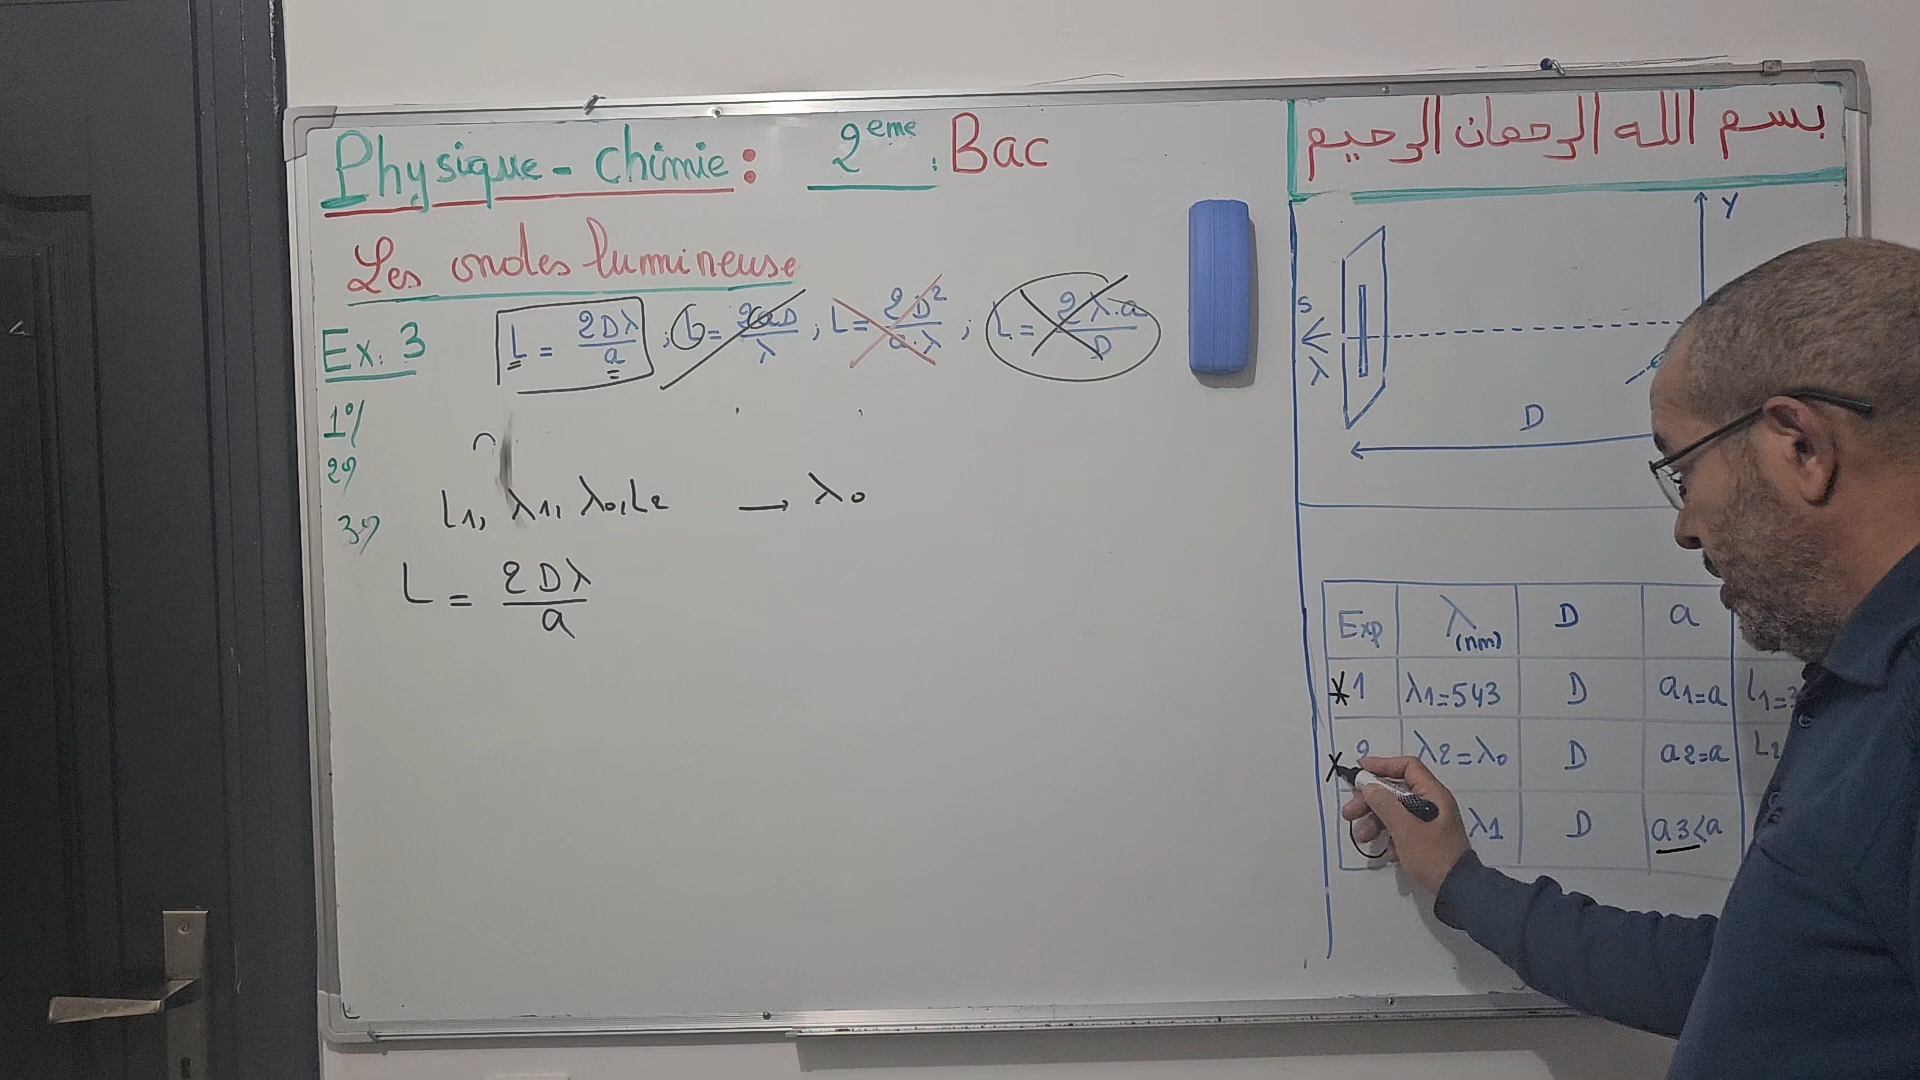 Physique - Chimie : 2eme . Bac
بسم الله الرحمان الرحيم
Les ondes lumineuse
Ex. 3
L = 2Dλ/a ; L = 2aD/λ ; L = 2D²/a.λ ; L = 2λ.a/D
1°/
2°/
3°/
L1, λ1, λ0, L2 → λ0
L = 2Dλ/a
Y
S
λ
D
Exp λ (nm) D a
1 λ1=543 D a1=a L1=3
2 λ2=λ0 D a2=a L2
λ1 D a3<a